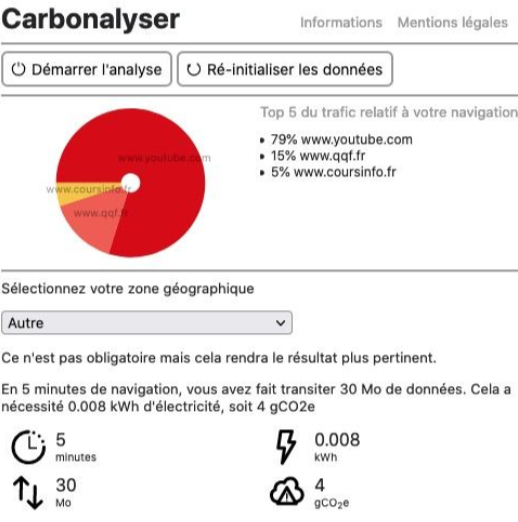 Carbonalyser
Informations Mentions légales
Démarrer l'analyse Ré-initialiser les données
Top 5 du trafic relatif à votre navigation
79% www.youtube.com
15% www.qqf.fr
5% www.coursinfo.fr
www.youtube.com
www.coursinfo.fr
www.qqf.fr
Sélectionnez votre zone géographique
Autre
Ce n'est pas obligatoire mais cela rendra le résultat plus pertinent.
En 5 minutes de navigation, vous avez fait transiter 30 Mo de données. Cela a
nécessité 0.008 kWh d'électricité, soit 4 gCO2e
5
minutes
0.008
kWh
30
Mo
4
gCO₂e